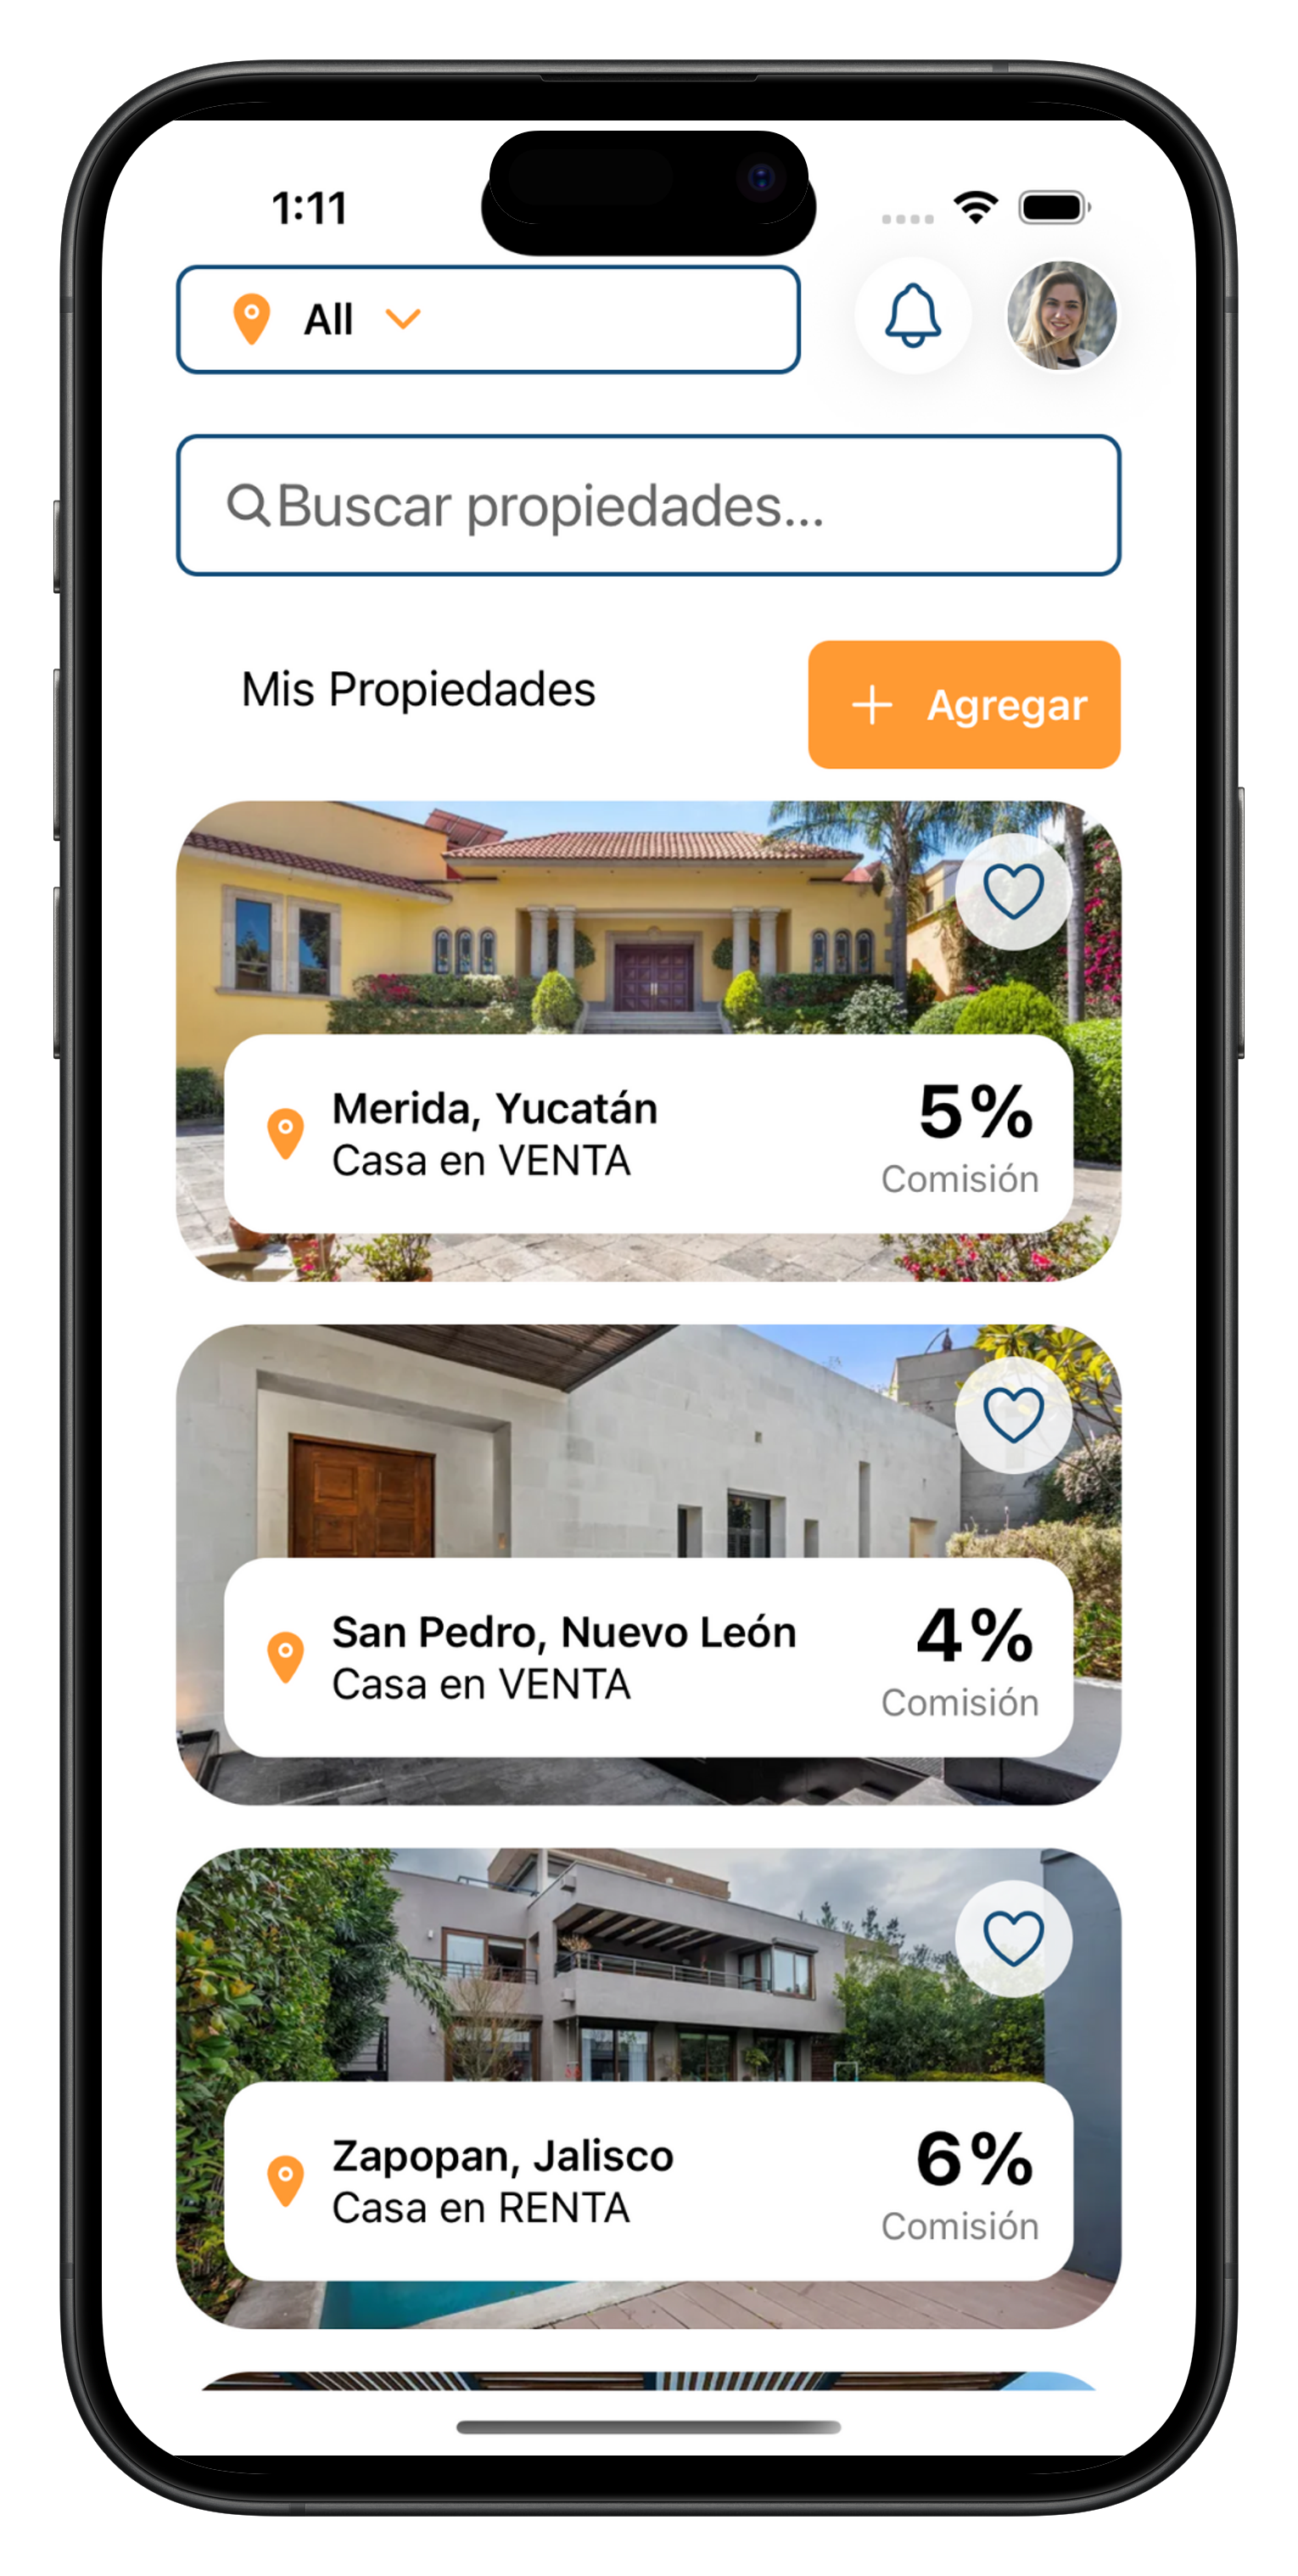 1:11
All
Buscar propiedades...
Mis Propiedades
+ Agregar
Merida, Yucatán
Casa en VENTA
5%
Comisión
San Pedro, Nuevo León
Casa en VENTA
4%
Comisión
Zapopan, Jalisco
Casa en RENTA
6%
Comisión